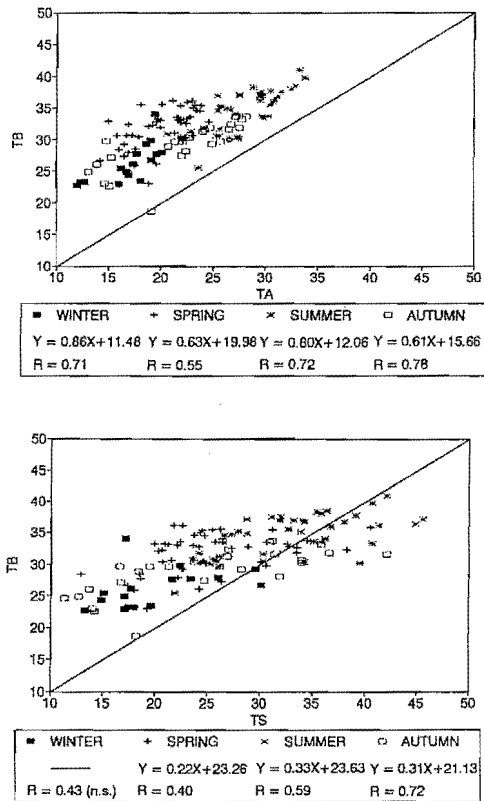 50
45
40
35
30
25
20
15
10
TB
10 15 20 25 30 35 40 45 50
TA
WINTER SPRING SUMMER AUTUMN
Y = 0.86X+11.48 Y = 0.63X+19.98 Y = 0.80X+12.06 Y = 0.61X+15.66
R = 0.71 R = 0.55 R = 0.72 R = 0.78
50
45
40
35
30
25
20
15
10
TB
10 15 20 25 30 35 40 45 50
TS
WINTER SPRING SUMMER AUTUMN
Y = 0.22X+23.26 Y = 0.33X+23.63 Y = 0.31X+21.13
R = 0.43 (n.s.) R = 0.40 R = 0.59 R = 0.72